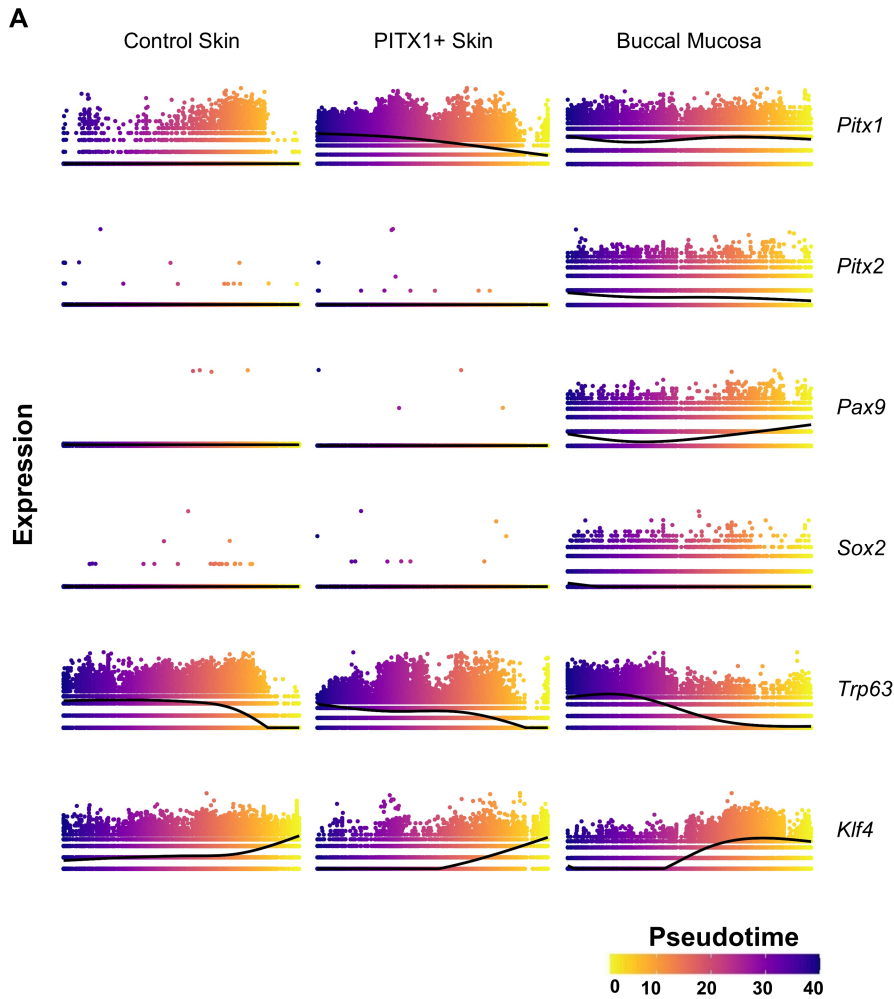 A
Control Skin PITX1+ Skin Buccal Mucosa
Pitx1
Pitx2
Pax9
Expression
Sox2
Trp63
Klf4
Pseudotime
0 10 20 30 40